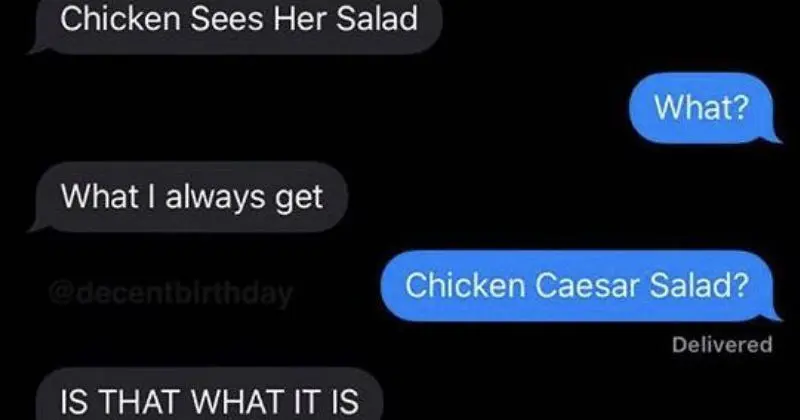 Chicken Sees Her Salad
What?
What I always get
Chicken Caesar Salad?
@decentbirthday
Delivered
IS THAT WHAT IT IS